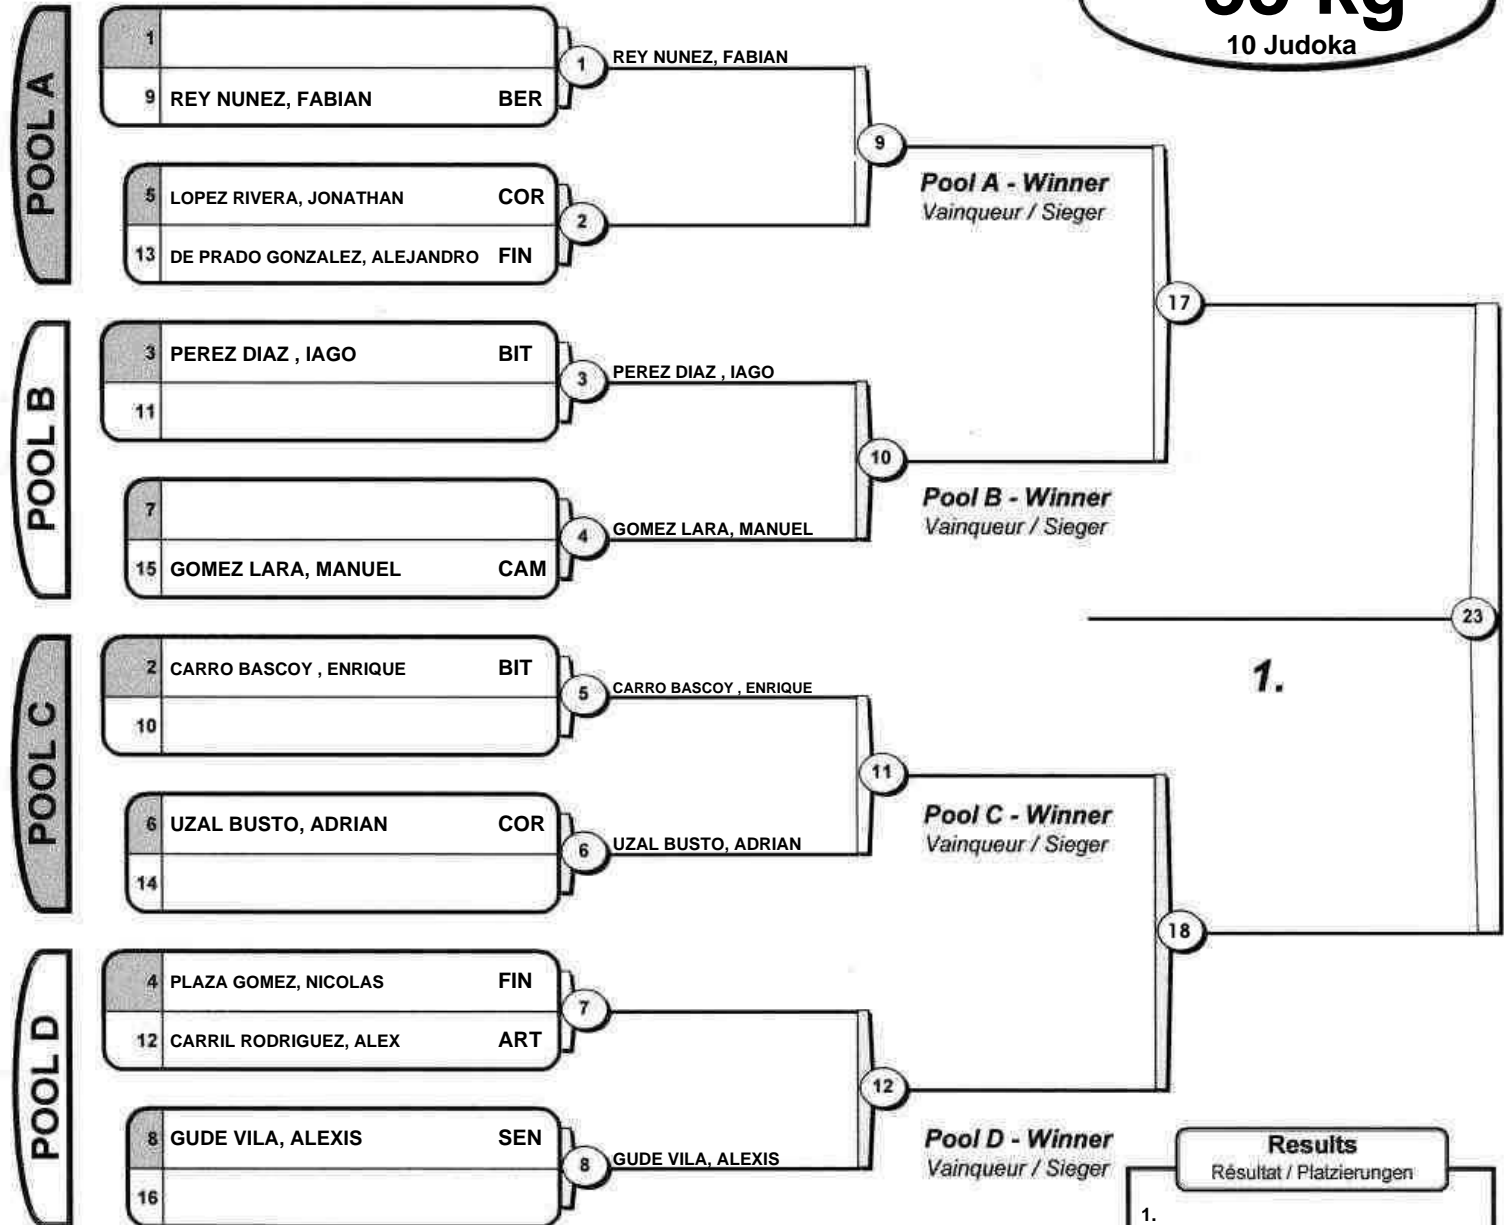 kg
10 Judoka
POOL A
1
9 REY NUNEZ, FABIAN BER
1 REY NUNEZ, FABIAN
5 LOPEZ RIVERA, JONATHAN COR
13 DE PRADO GONZALEZ, ALEJANDRO FIN
2
9
Pool A - Winner
Vainqueur / Sieger
POOL B
3 PEREZ DIAZ , IAGO BIT
11
3 PEREZ DIAZ , IAGO
7
15 GOMEZ LARA, MANUEL CAM
4 GOMEZ LARA, MANUEL
10
Pool B - Winner
Vainqueur / Sieger
17
POOL C
2 CARRO BASCOY , ENRIQUE BIT
10
5 CARRO BASCOY , ENRIQUE
6 UZAL BUSTO, ADRIAN COR
14
6 UZAL BUSTO, ADRIAN
11
Pool C - Winner
Vainqueur / Sieger
23
1.
POOL D
4 PLAZA GOMEZ, NICOLAS FIN
12 CARRIL RODRIGUEZ, ALEX ART
7
8 GUDE VILA, ALEXIS SEN
16
8 GUDE VILA, ALEXIS
12
Pool D - Winner
Vainqueur / Sieger
18
Results
Résultat / Platzierungen
1.